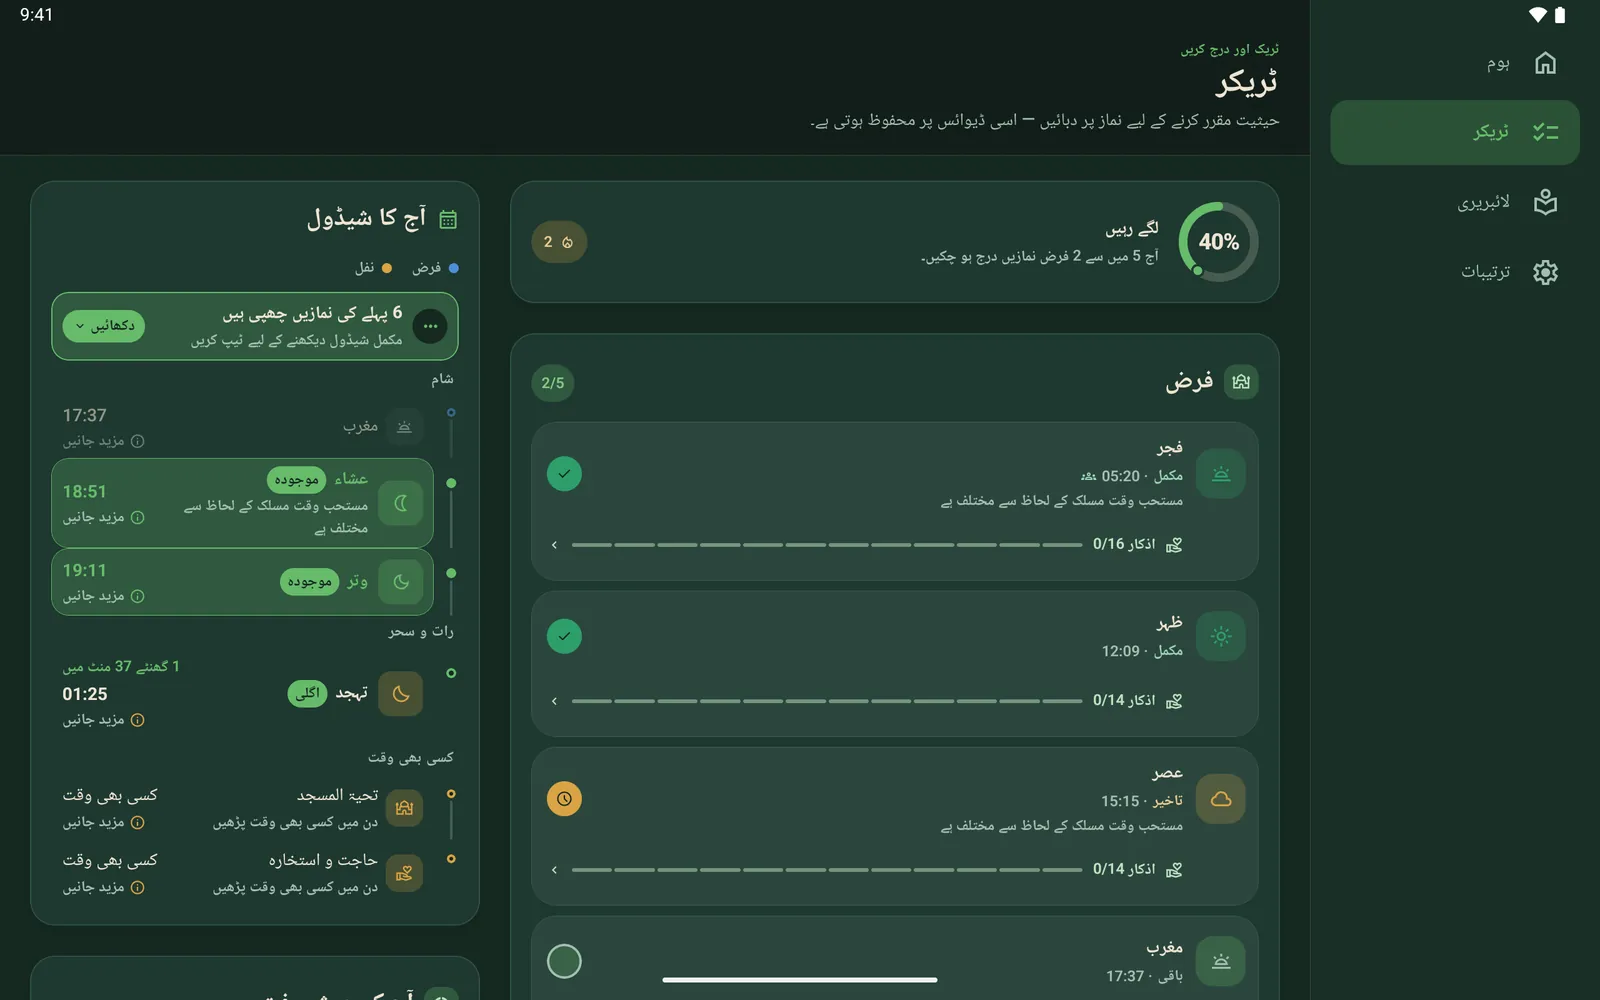 9:41
ہوم
ٹریکر
لائبریری
ترتیبات
ٹریک اور درج کریں
ٹریکر
حیثیت مقرر کرنے کے لیے نماز پر دبائیں — اسی ڈیوائس پر محفوظ ہوتی ہے۔
40%
لگے رہیں
آج 5 میں سے 2 فرض نمازیں درج ہو چکیں۔
2
فرض
2/5
فجر
مکمل · 05:20
مستحب وقت مسلک کے لحاظ سے مختلف ہے
اذکار 0/16
ظہر
مکمل · 12:09
اذکار 0/14
عصر
تاخیر · 15:15
مستحب وقت مسلک کے لحاظ سے مختلف ہے
اذکار 0/14
مغرب
باقی · 17:37
آج کا شیڈول
فرض
نفل
6 پہلے کی نمازیں چھپی ہیں
مکمل شیڈول دیکھنے کے لیے ٹیپ کریں
دکھائیں
شام
مغرب
17:37
مزید جانیں
عشاء
موجودہ
مستحب وقت مسلک کے لحاظ سے
مختلف ہے
18:51
مزید جانیں
وتر
موجودہ
19:11
مزید جانیں
رات و سحر
تہجد
اگلی
1 گھنٹے 37 منٹ میں
01:25
مزید جانیں
کسی بھی وقت
تحیۃ المسجد
دن میں کسی بھی وقت پڑھیں
کسی بھی وقت
مزید جانیں
حاجت و استخارہ
دن میں کسی بھی وقت پڑھیں
کسی بھی وقت
مزید جانیں